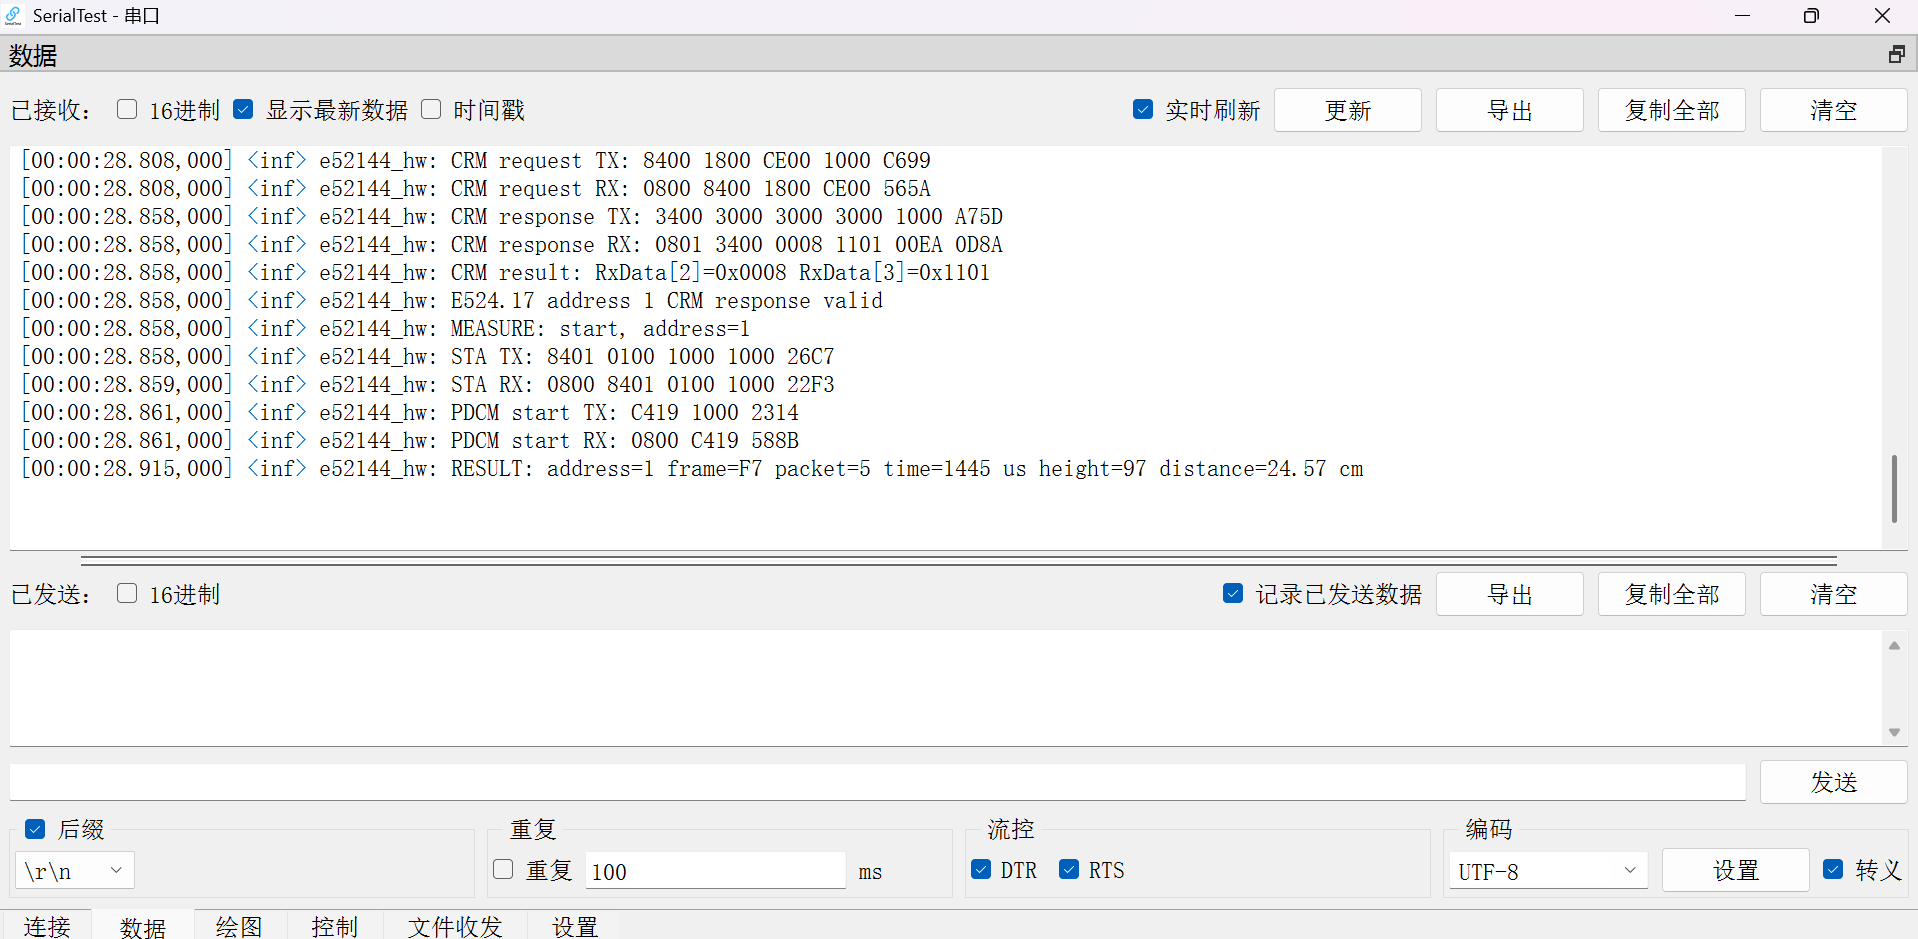 SerialTest - 串口
数据
已接收： 16进制 显示最新数据 时间戳 实时刷新 更新 导出 复制全部 清空
[00:00:28.808,000] <inf> e52144_hw: CRM request TX: 8400 1800 CE00 1000 C699
[00:00:28.808,000] <inf> e52144_hw: CRM request RX: 0800 8400 1800 CE00 565A
[00:00:28.858,000] <inf> e52144_hw: CRM response TX: 3400 3000 3000 3000 1000 A75D
[00:00:28.858,000] <inf> e52144_hw: CRM response RX: 0801 3400 0008 1101 00EA 0D8A
[00:00:28.858,000] <inf> e52144_hw: CRM result: RxData[2]=0x0008 RxData[3]=0x1101
[00:00:28.858,000] <inf> e52144_hw: E524.17 address 1 CRM response valid
[00:00:28.858,000] <inf> e52144_hw: MEASURE: start, address=1
[00:00:28.858,000] <inf> e52144_hw: STA TX: 8401 0100 1000 1000 26C7
[00:00:28.859,000] <inf> e52144_hw: STA RX: 0800 8401 0100 1000 22F3
[00:00:28.861,000] <inf> e52144_hw: PDCM start TX: C419 1000 2314
[00:00:28.861,000] <inf> e52144_hw: PDCM start RX: 0800 C419 588B
[00:00:28.915,000] <inf> e52144_hw: RESULT: address=1 frame=F7 packet=5 time=1445 us height=97 distance=24.57 cm
已发送： 16进制 记录已发送数据 导出 复制全部 清空
发送
后缀 重复 流控 编码
\r\n 重复 100 ms DTR RTS UTF-8 设置 转义
连接 数据 绘图 控制 文件收发 设置